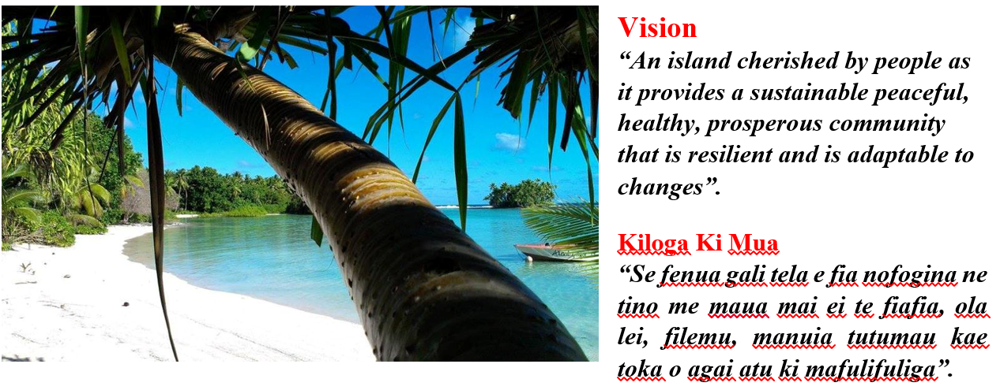 Vision
“An island cherished by people as
it provides a sustainable peaceful,
healthy, prosperous community
that is resilient and is adaptable to
changes”.
Kiloga Ki Mua
“Se fenua gali tela e fia nofogina ne
tino me maua mai ei te fiafia, ola
lei, filemu, manuia tutumau kae
toka o agai atu ki mafulifuliga”.